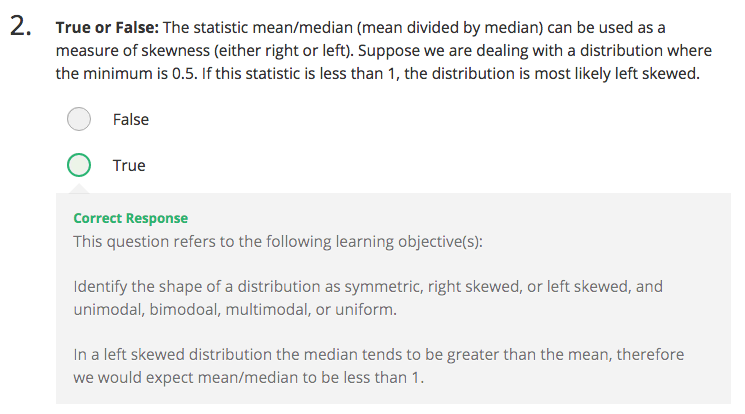 2. True or False: The statistic mean/median (mean divided by median) can be used as a
measure of skewness (either right or left). Suppose we are dealing with a distribution where
the minimum is 0.5. If this statistic is less than 1, the distribution is most likely left skewed.
False
True
Correct Response
This question refers to the following learning objective(s):
Identify the shape of a distribution as symmetric, right skewed, or left skewed, and
unimodal, bimodoal, multimodal, or uniform.
In a left skewed distribution the median tends to be greater than the mean, therefore
we would expect mean/median to be less than 1.